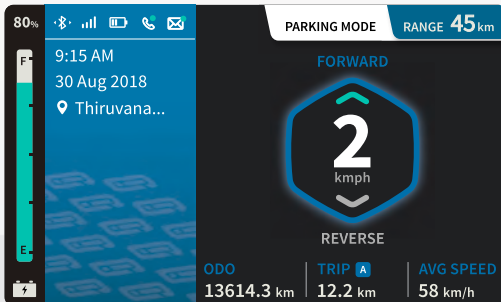 80%
PARKING MODE
RANGE 45 km
9:15 AM
30 Aug 2018
Thiruvana...
F
E
FORWARD
2
kmph
REVERSE
ODO
13614.3 km
TRIP A
12.2 km
AVG SPEED
58 km/h